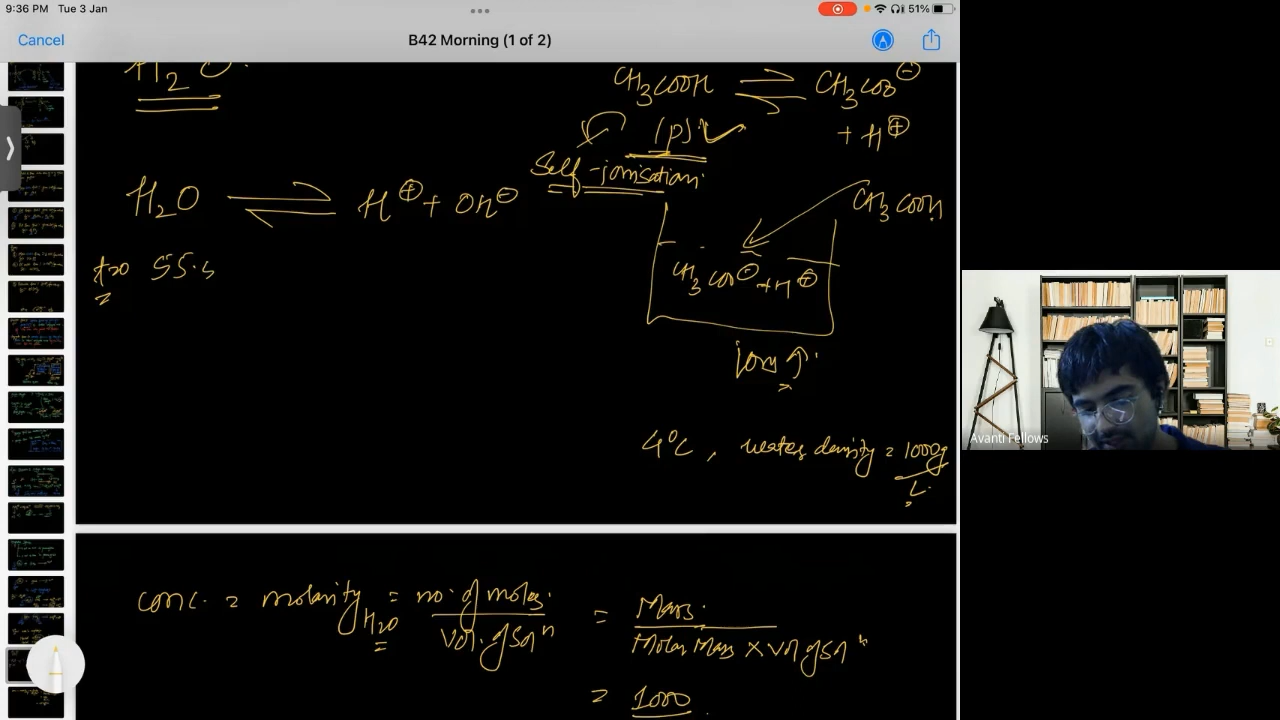 9:36 PM Tue 3 Jan
51%
Cancel
B42 Morning (1 of 2)
H2O
CH3COOH ⇌ CH3COO⊖
+ H⊕
(P)
Self-ionisation
H2O ⇌ H⊕ + OH⊖
CH3COOH
t=0 55.5
CH3COO⊖ + H⊕
ions ↑
4°C, water density = 1000g
L
conc. = molarity H2O = no. of moles = Mass
vol. of solⁿ Molar Mass × vol of solⁿ
= 1000
Avanti Fellows